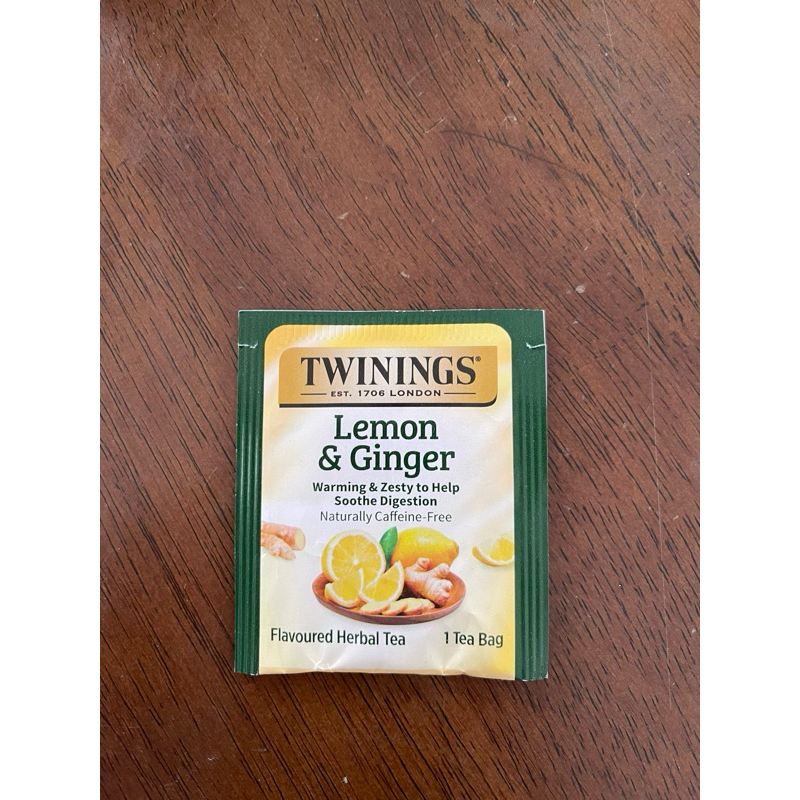 TWININGS®
EST. 1706 LONDON
Lemon
& Ginger
Warming & Zesty to Help
Soothe Digestion
Naturally Caffeine-Free
Flavoured Herbal Tea 1 Tea Bag